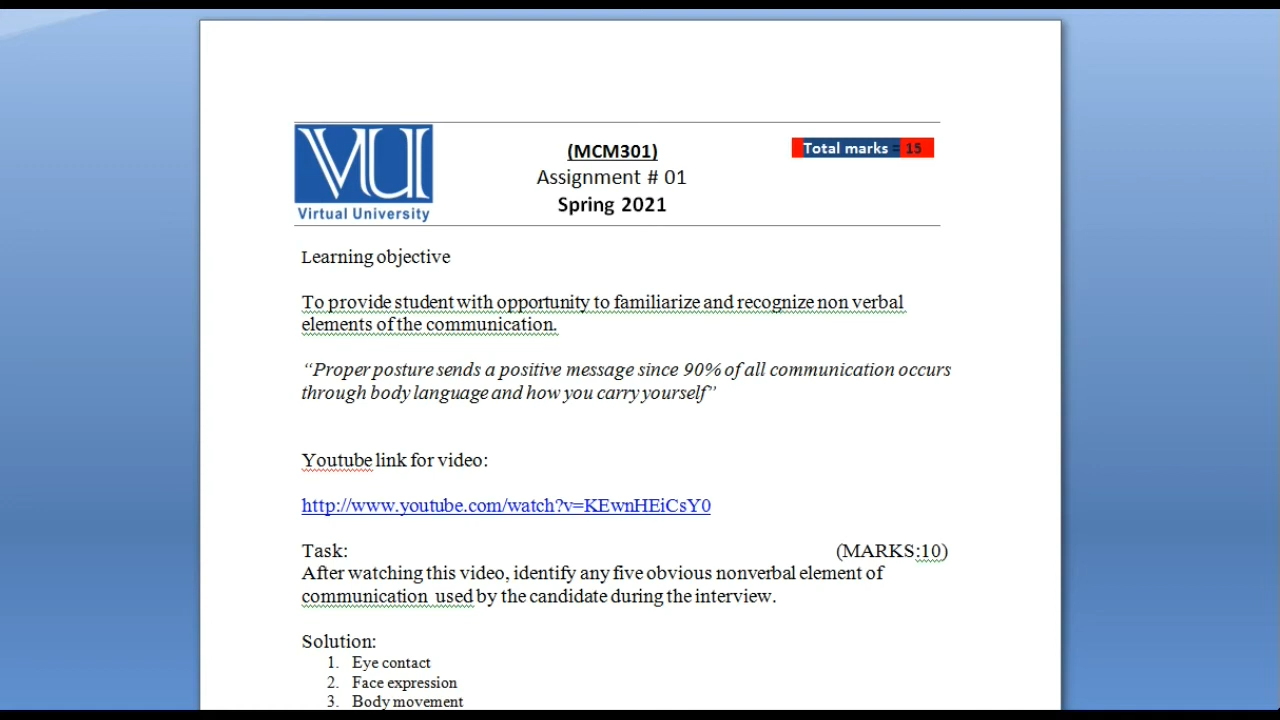 VU
Virtual University
(MCM301)
Assignment # 01
Spring 2021
Total marks = 15
Learning objective
To provide student with opportunity to familiarize and recognize non verbal
elements of the communication.
“Proper posture sends a positive message since 90% of all communication occurs
through body language and how you carry yourself”
Youtube link for video:
http://www.youtube.com/watch?v=KEwnHEiCsY0
Task: (MARKS:10)
After watching this video, identify any five obvious nonverbal element of
communication used by the candidate during the interview.
Solution:
1. Eye contact
2. Face expression
3. Body movement